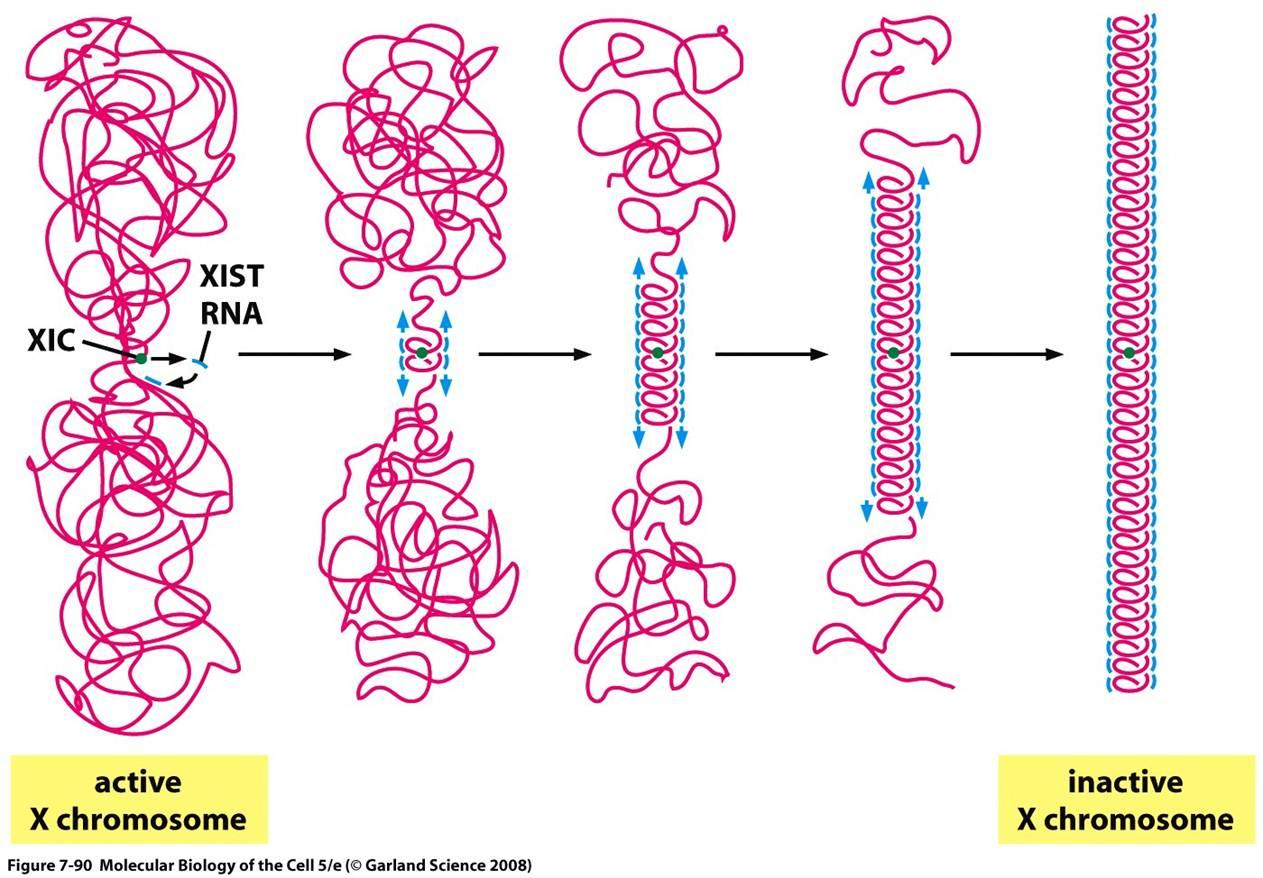 XIST
RNA
XIC
active
X chromosome
inactive
X chromosome
Figure 7-90 Molecular Biology of the Cell 5/e (© Garland Science 2008)